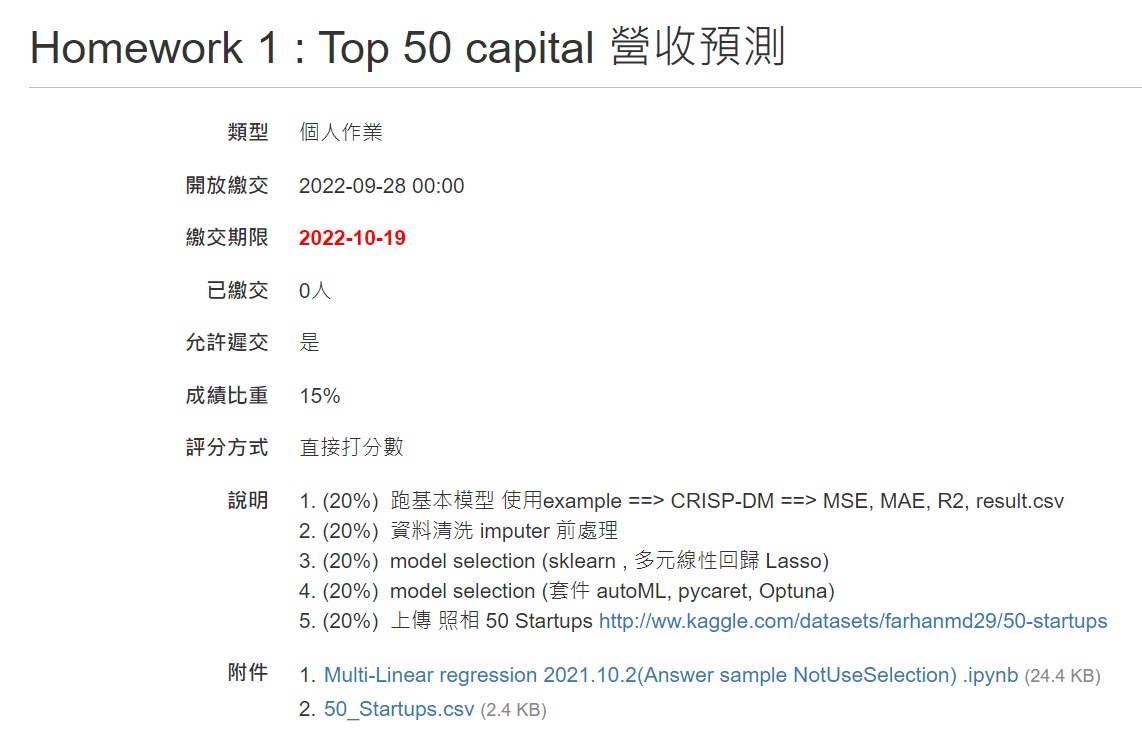 Homework 1 : Top 50 capital 營收預測
類型 個人作業
開放繳交 2022-09-28 00:00
繳交期限 2022-10-19
已繳交 0人
允許遲交 是
成績比重 15%
評分方式 直接打分數
說明 1. (20%) 跑基本模型 使用example ==> CRISP-DM ==> MSE, MAE, R2, result.csv
2. (20%) 資料清洗 imputer 前處理
3. (20%) model selection (sklearn , 多元線性回歸 Lasso)
4. (20%) model selection (套件 autoML, pycaret, Optuna)
5. (20%) 上傳 照相 50 Startups http://ww.kaggle.com/datasets/farhanmd29/50-startups
附件 1. Multi-Linear regression 2021.10.2(Answer sample NotUseSelection) .ipynb (24.4 KB)
2. 50_Startups.csv (2.4 KB)